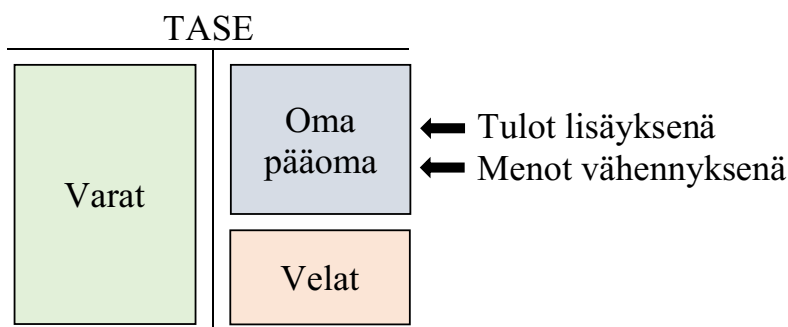 TASE
Varat
Oma
pääoma
Velat
Tulot lisäyksenä
Menot vähennyksenä